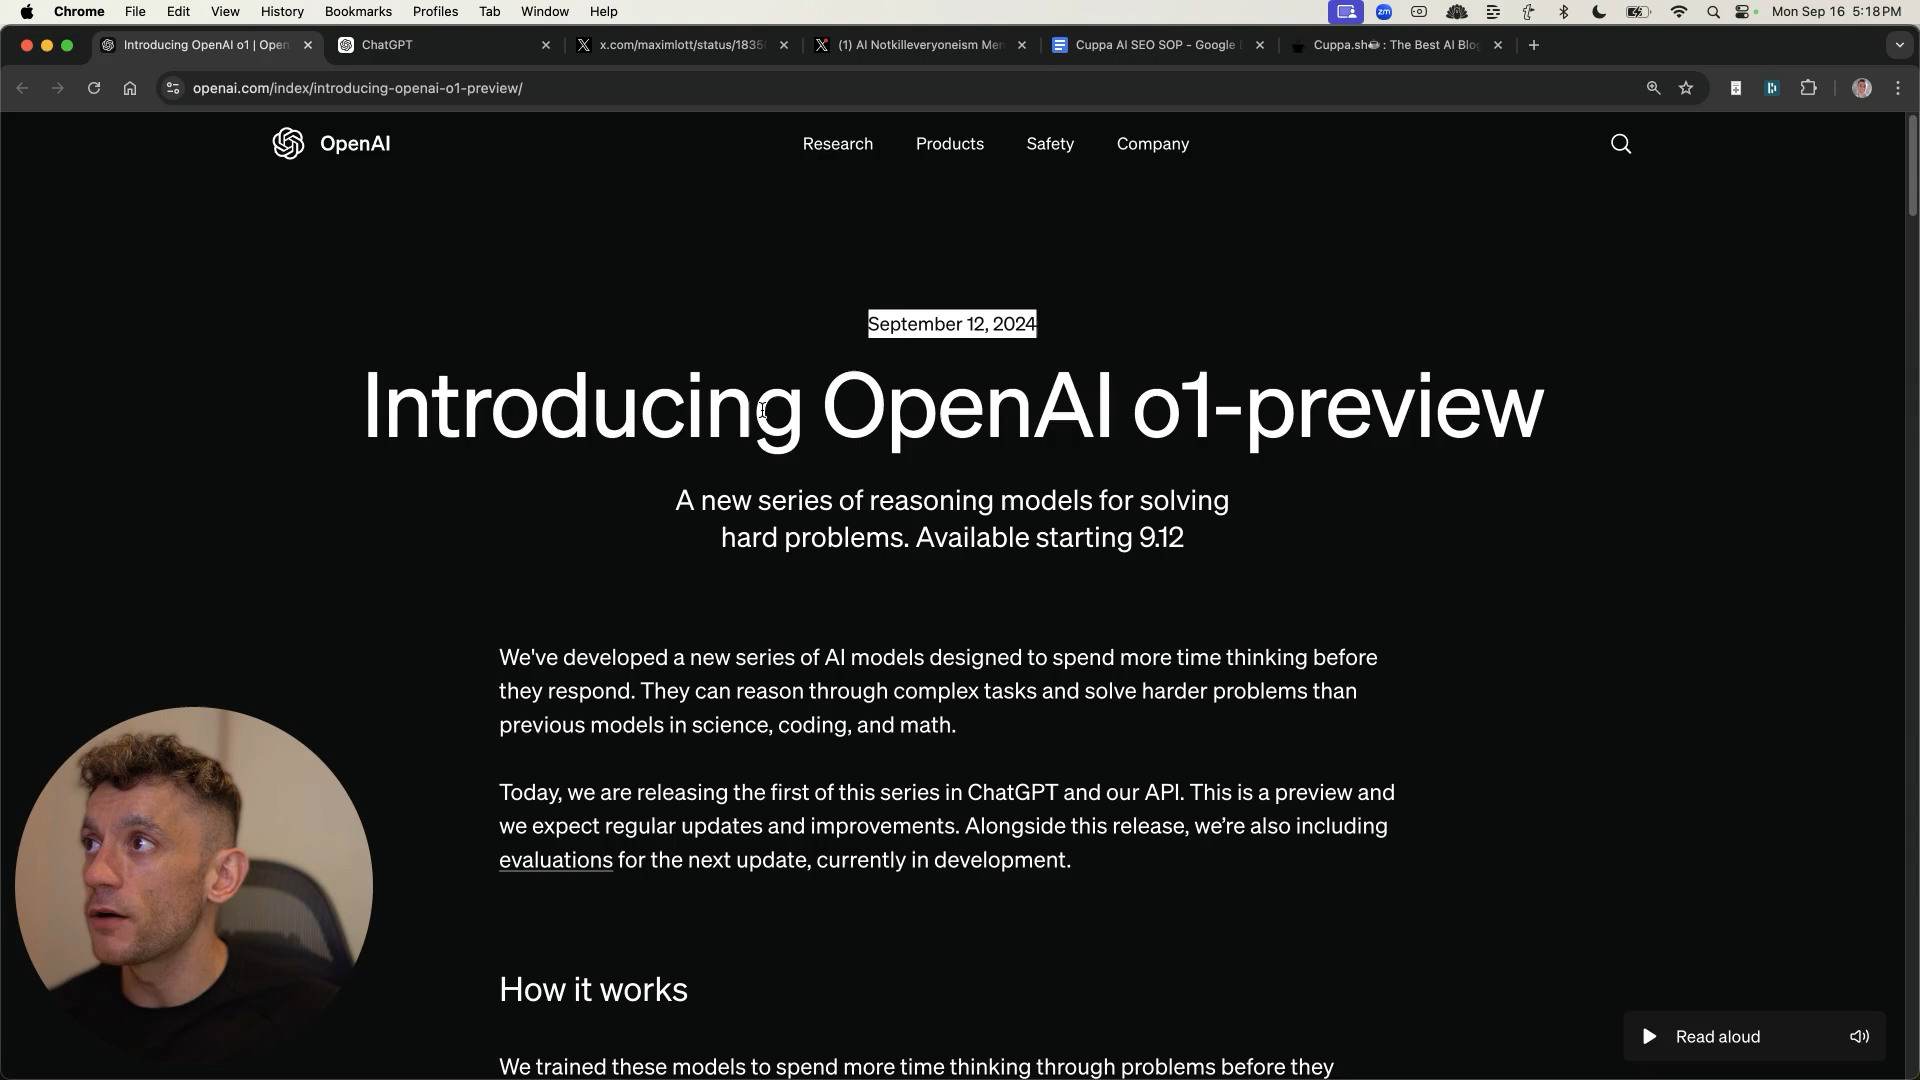 Chrome File Edit View History Bookmarks Profiles Tab Window Help zm Mon Sep 16 5:18 PM
Introducing OpenAI o1 | Open ChatGPT x.com/maximlott/status/1835 (1) AI Notkilleveryoneism Me Cuppa AI SEO SOP - Google Cuppa.sh : The Best AI Blo
openai.com/index/introducing-openai-o1-preview/
OpenAI Research Products Safety Company
September 12, 2024
Introducing OpenAI o1-preview
A new series of reasoning models for solving
hard problems. Available starting 9.12
We've developed a new series of AI models designed to spend more time thinking before
they respond. They can reason through complex tasks and solve harder problems than
previous models in science, coding, and math.
Today, we are releasing the first of this series in ChatGPT and our API. This is a preview and
we expect regular updates and improvements. Alongside this release, we’re also including
evaluations for the next update, currently in development.
How it works
Read aloud
We trained these models to spend more time thinking through problems before they